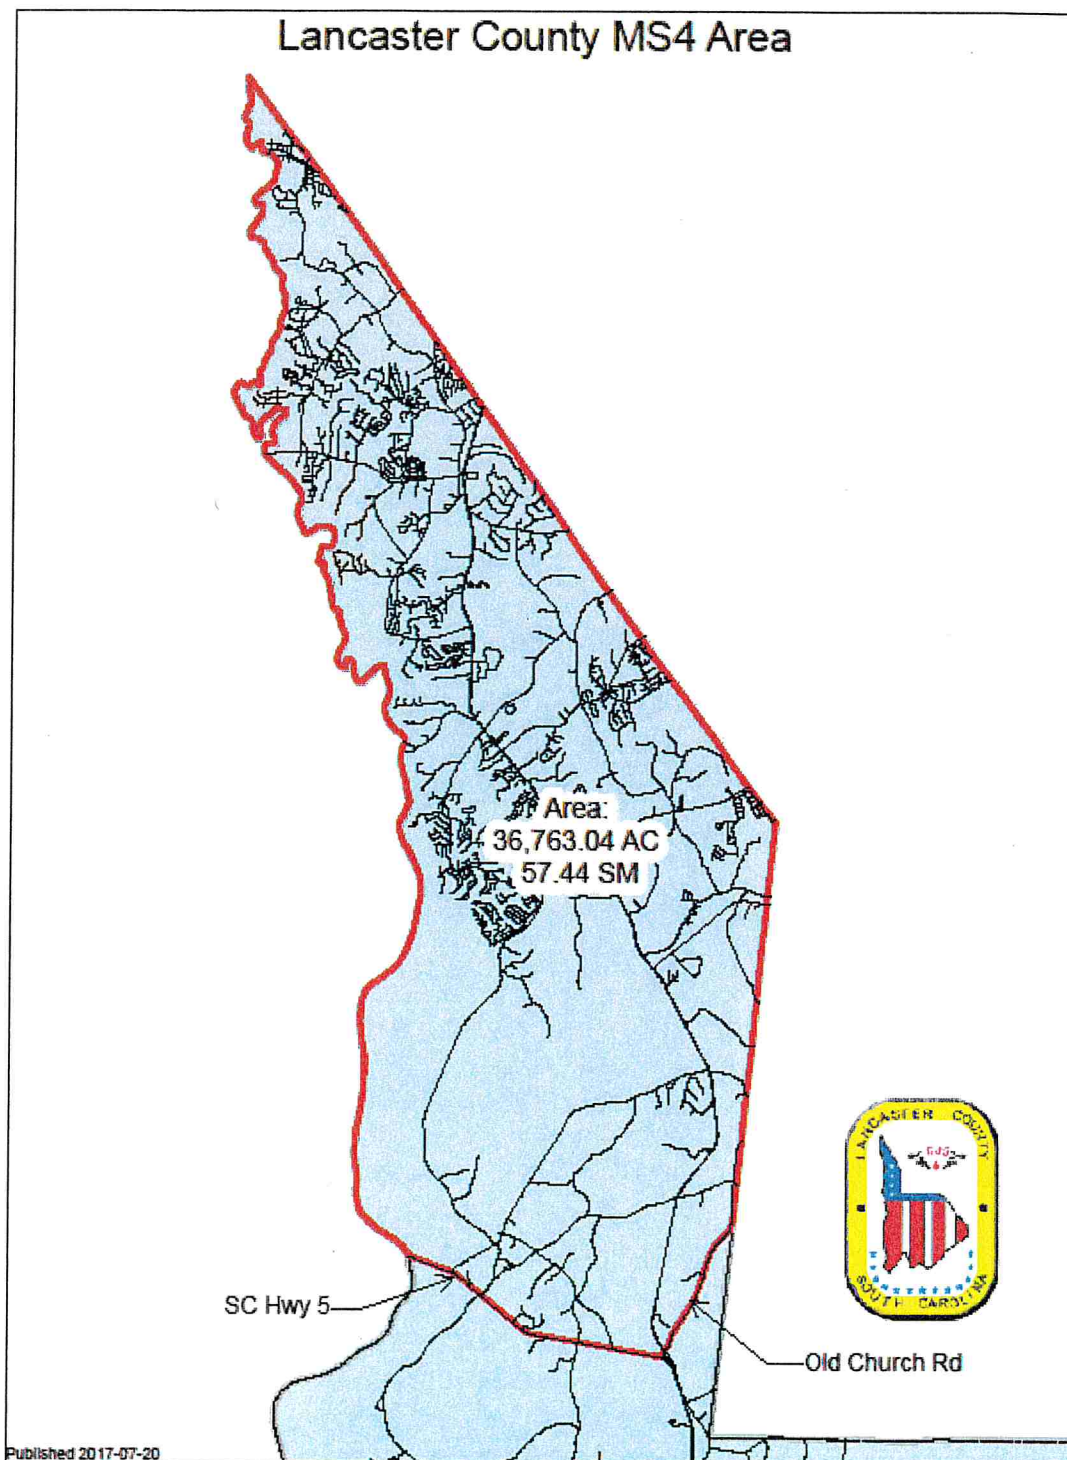 Lancaster County MS4 Area
Area:
36,763.04 AC
57.44 SM
LANCASTER COUNTY
GIS
SOUTH CAROLINA
SC Hwy 5
Old Church Rd
Published 2017-07-20